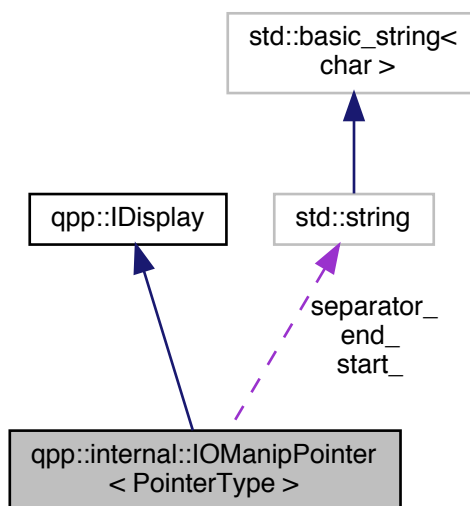 std::basic_string<
char >
qpp::IDisplay
std::string
separator_
end_
start_
qpp::internal::IOManipPointer
< PointerType >